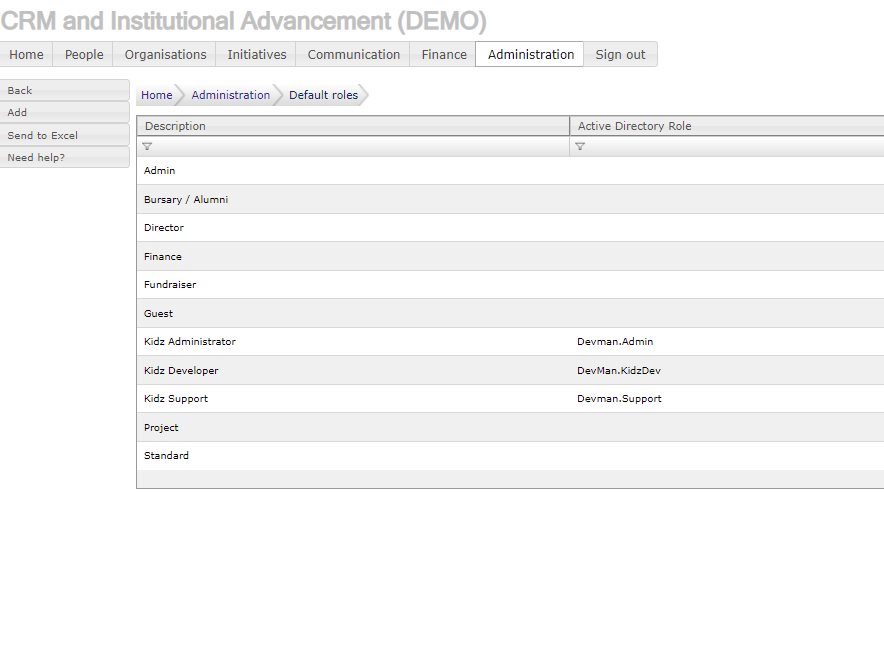 CRM and Institutional Advancement (DEMO)
Home People Organisations Initiatives Communication Finance Administration Sign out
Back
Add
Send to Excel
Need help?
Home Administration Default roles
Description Active Directory Role
Admin
Bursary / Alumni
Director
Finance
Fundraiser
Guest
Kidz Administrator Devman.Admin
Kidz Developer DevMan.KidzDev
Kidz Support Devman.Support
Project
Standard